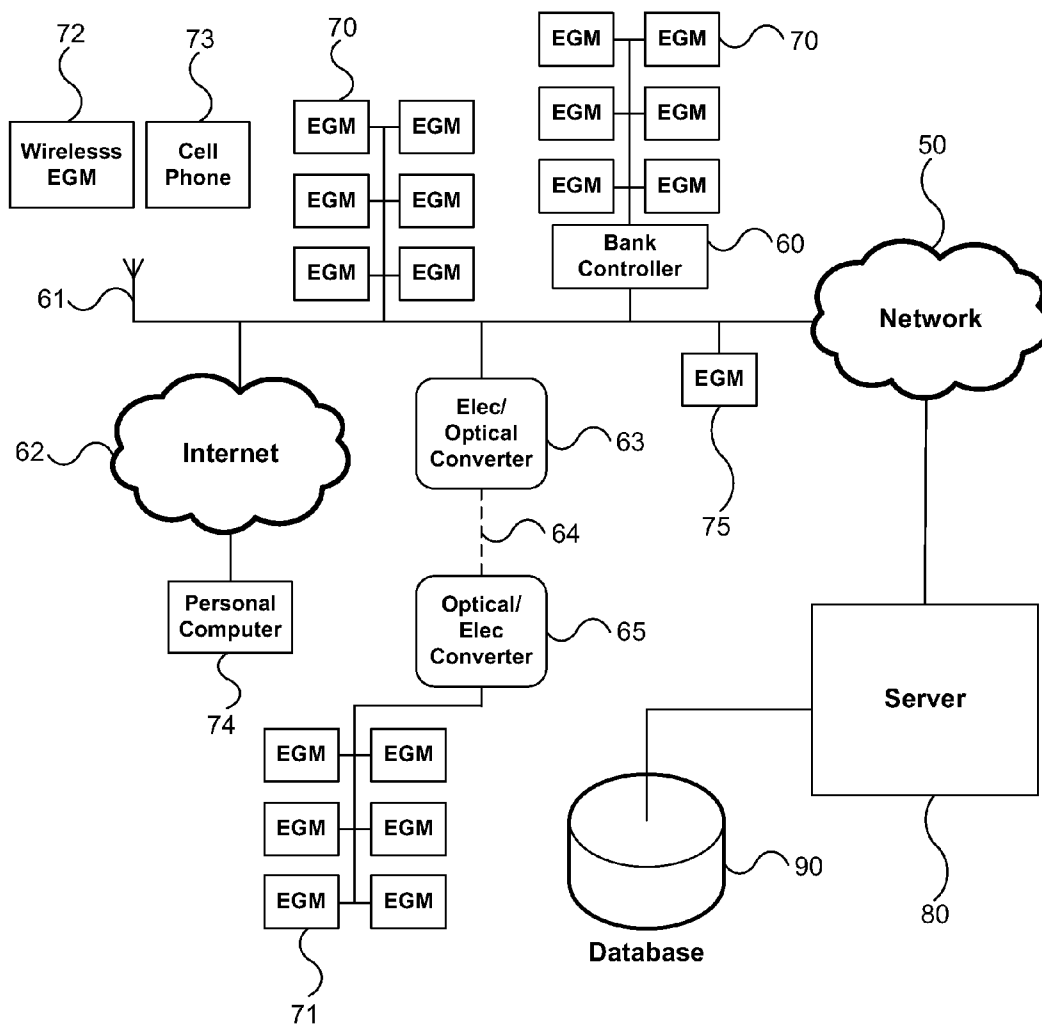 72
73
70
EGM EGM
70
Wirelesss
EGM
Cell
Phone
EGM EGM
EGM EGM
EGM EGM
EGM EGM
EGM EGM
EGM EGM
50
Bank
Controller
60
61
Network
EGM
75
Internet
62
Elec/
Optical
Converter
63
64
Personal
Computer
74
Optical/
Elec
Converter
65
Server
80
EGM EGM
EGM EGM
EGM EGM
71
90
Database